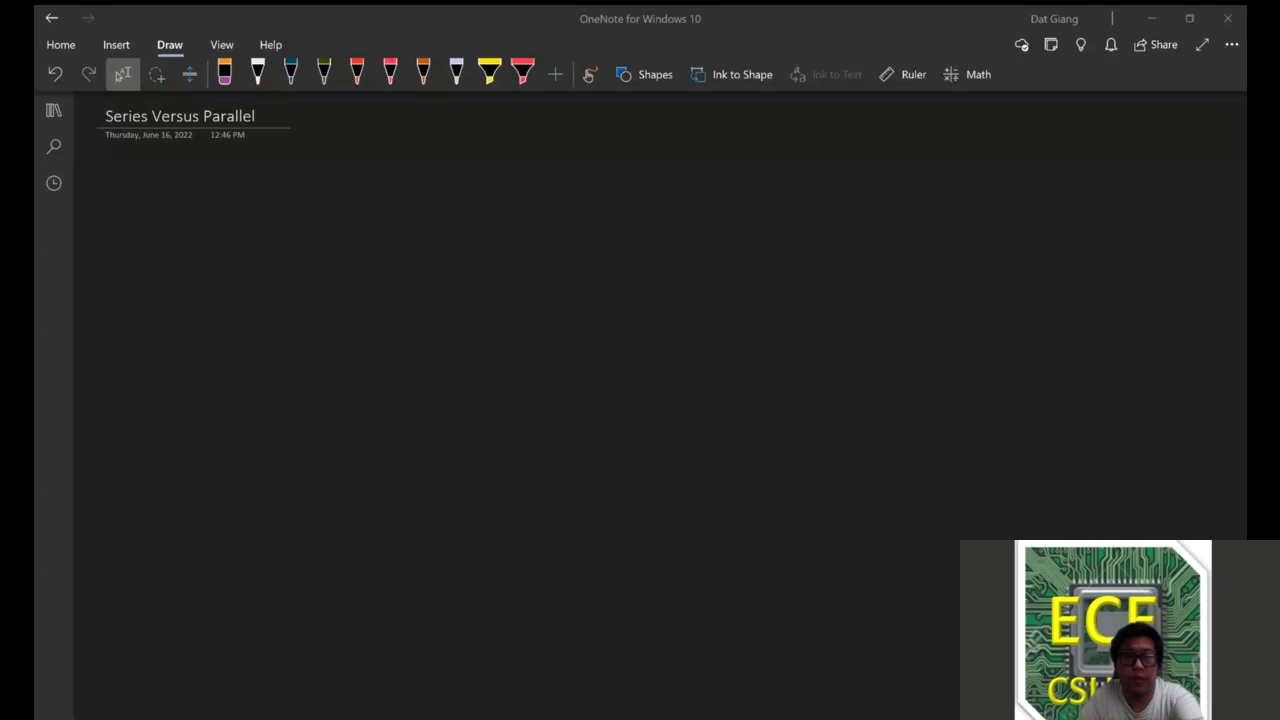 OneNote for Windows 10
Dat Giang
Home Insert Draw View Help
Share
Shapes Ink to Shape Ink to Text Ruler Math
Series Versus Parallel
Thursday, June 16, 2022 12:46 PM
ECE